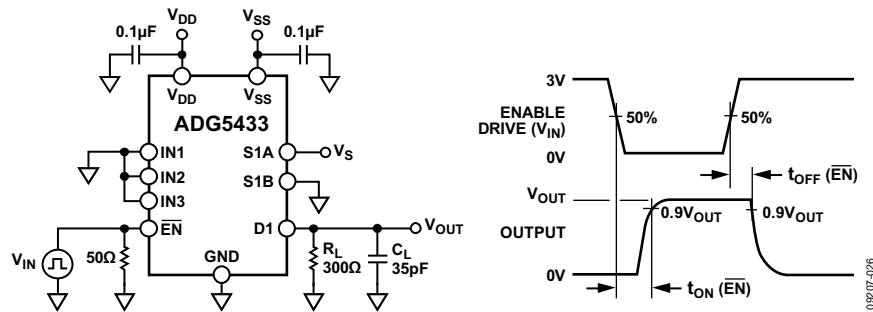 V_DD V_SS
0.1µF 0.1µF
V_DD V_SS
ADG5433
IN1 S1A V_S
IN2 S1B
IN3
EN̅ D1 V_OUT
V_IN 50Ω GND R_L 300Ω C_L 35pF
3V
ENABLE DRIVE (V_IN) 50% 50%
0V
t_OFF (EN̅)
V_OUT
OUTPUT 0.9V_OUT 0.9V_OUT
0V
t_ON (EN̅)
09207-026